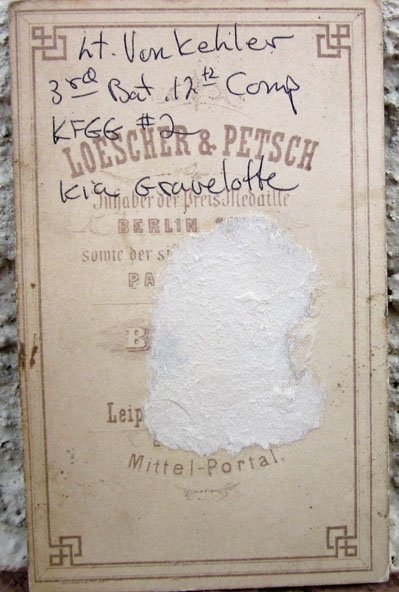 Lt. Von Kehler
3rd Bat. 12th Comp
KFGG #2
LOESCHER & PETSCH
Kia Gravelotte
Inhaber der Preis Medaille
BERLIN
sowie der
PA
B
Leip
Mittel-Portal.